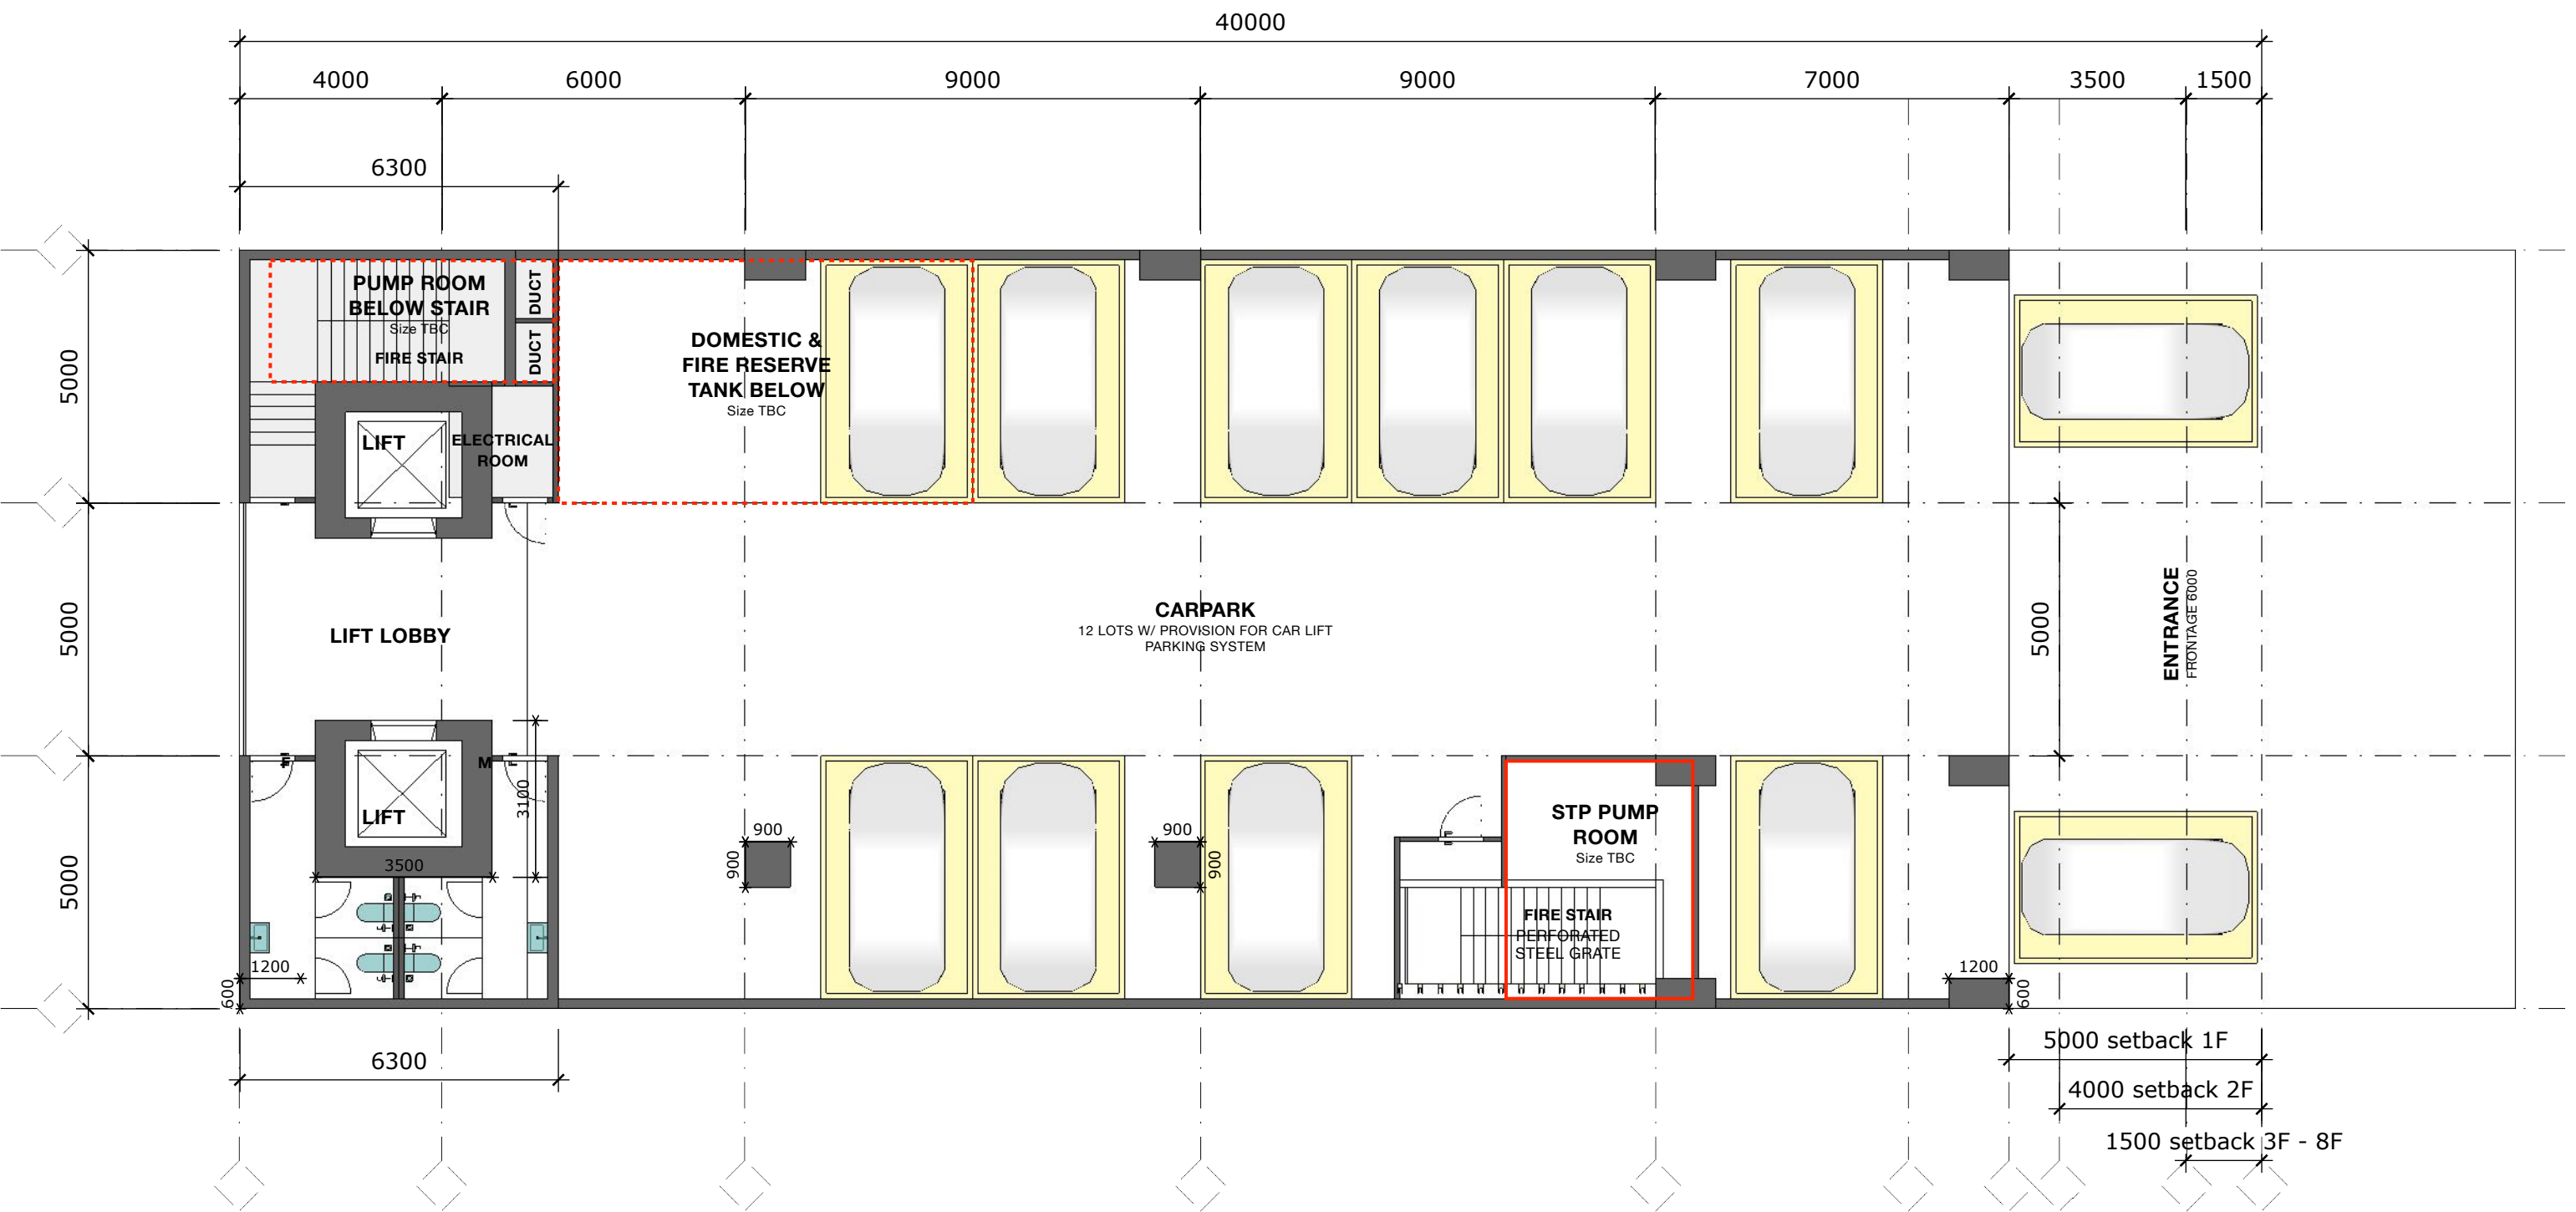 40000
4000
6000
9000
9000
7000
3500
1500
6300
PUMP ROOM
BELOW STAIR
Size TBC
FIRE STAIR
DUCT
DUCT
DOMESTIC &
FIRE RESERVE
TANK BELOW
Size TBC
5000
LIFT
ELECTRICAL
ROOM
5000
LIFT LOBBY
CARPARK
12 LOTS W/ PROVISION FOR CAR LIFT
PARKING SYSTEM
5000
ENTRANCE
FRONTAGE 6000
M
3100
LIFT
3500
5000
900
900
900
900
STP PUMP
ROOM
Size TBC
FIRE STAIR
PERFORATED
STEEL GRATE
1200
600
1200
600
6300
5000 setback 1F
4000 setback 2F
1500 setback 3F - 8F